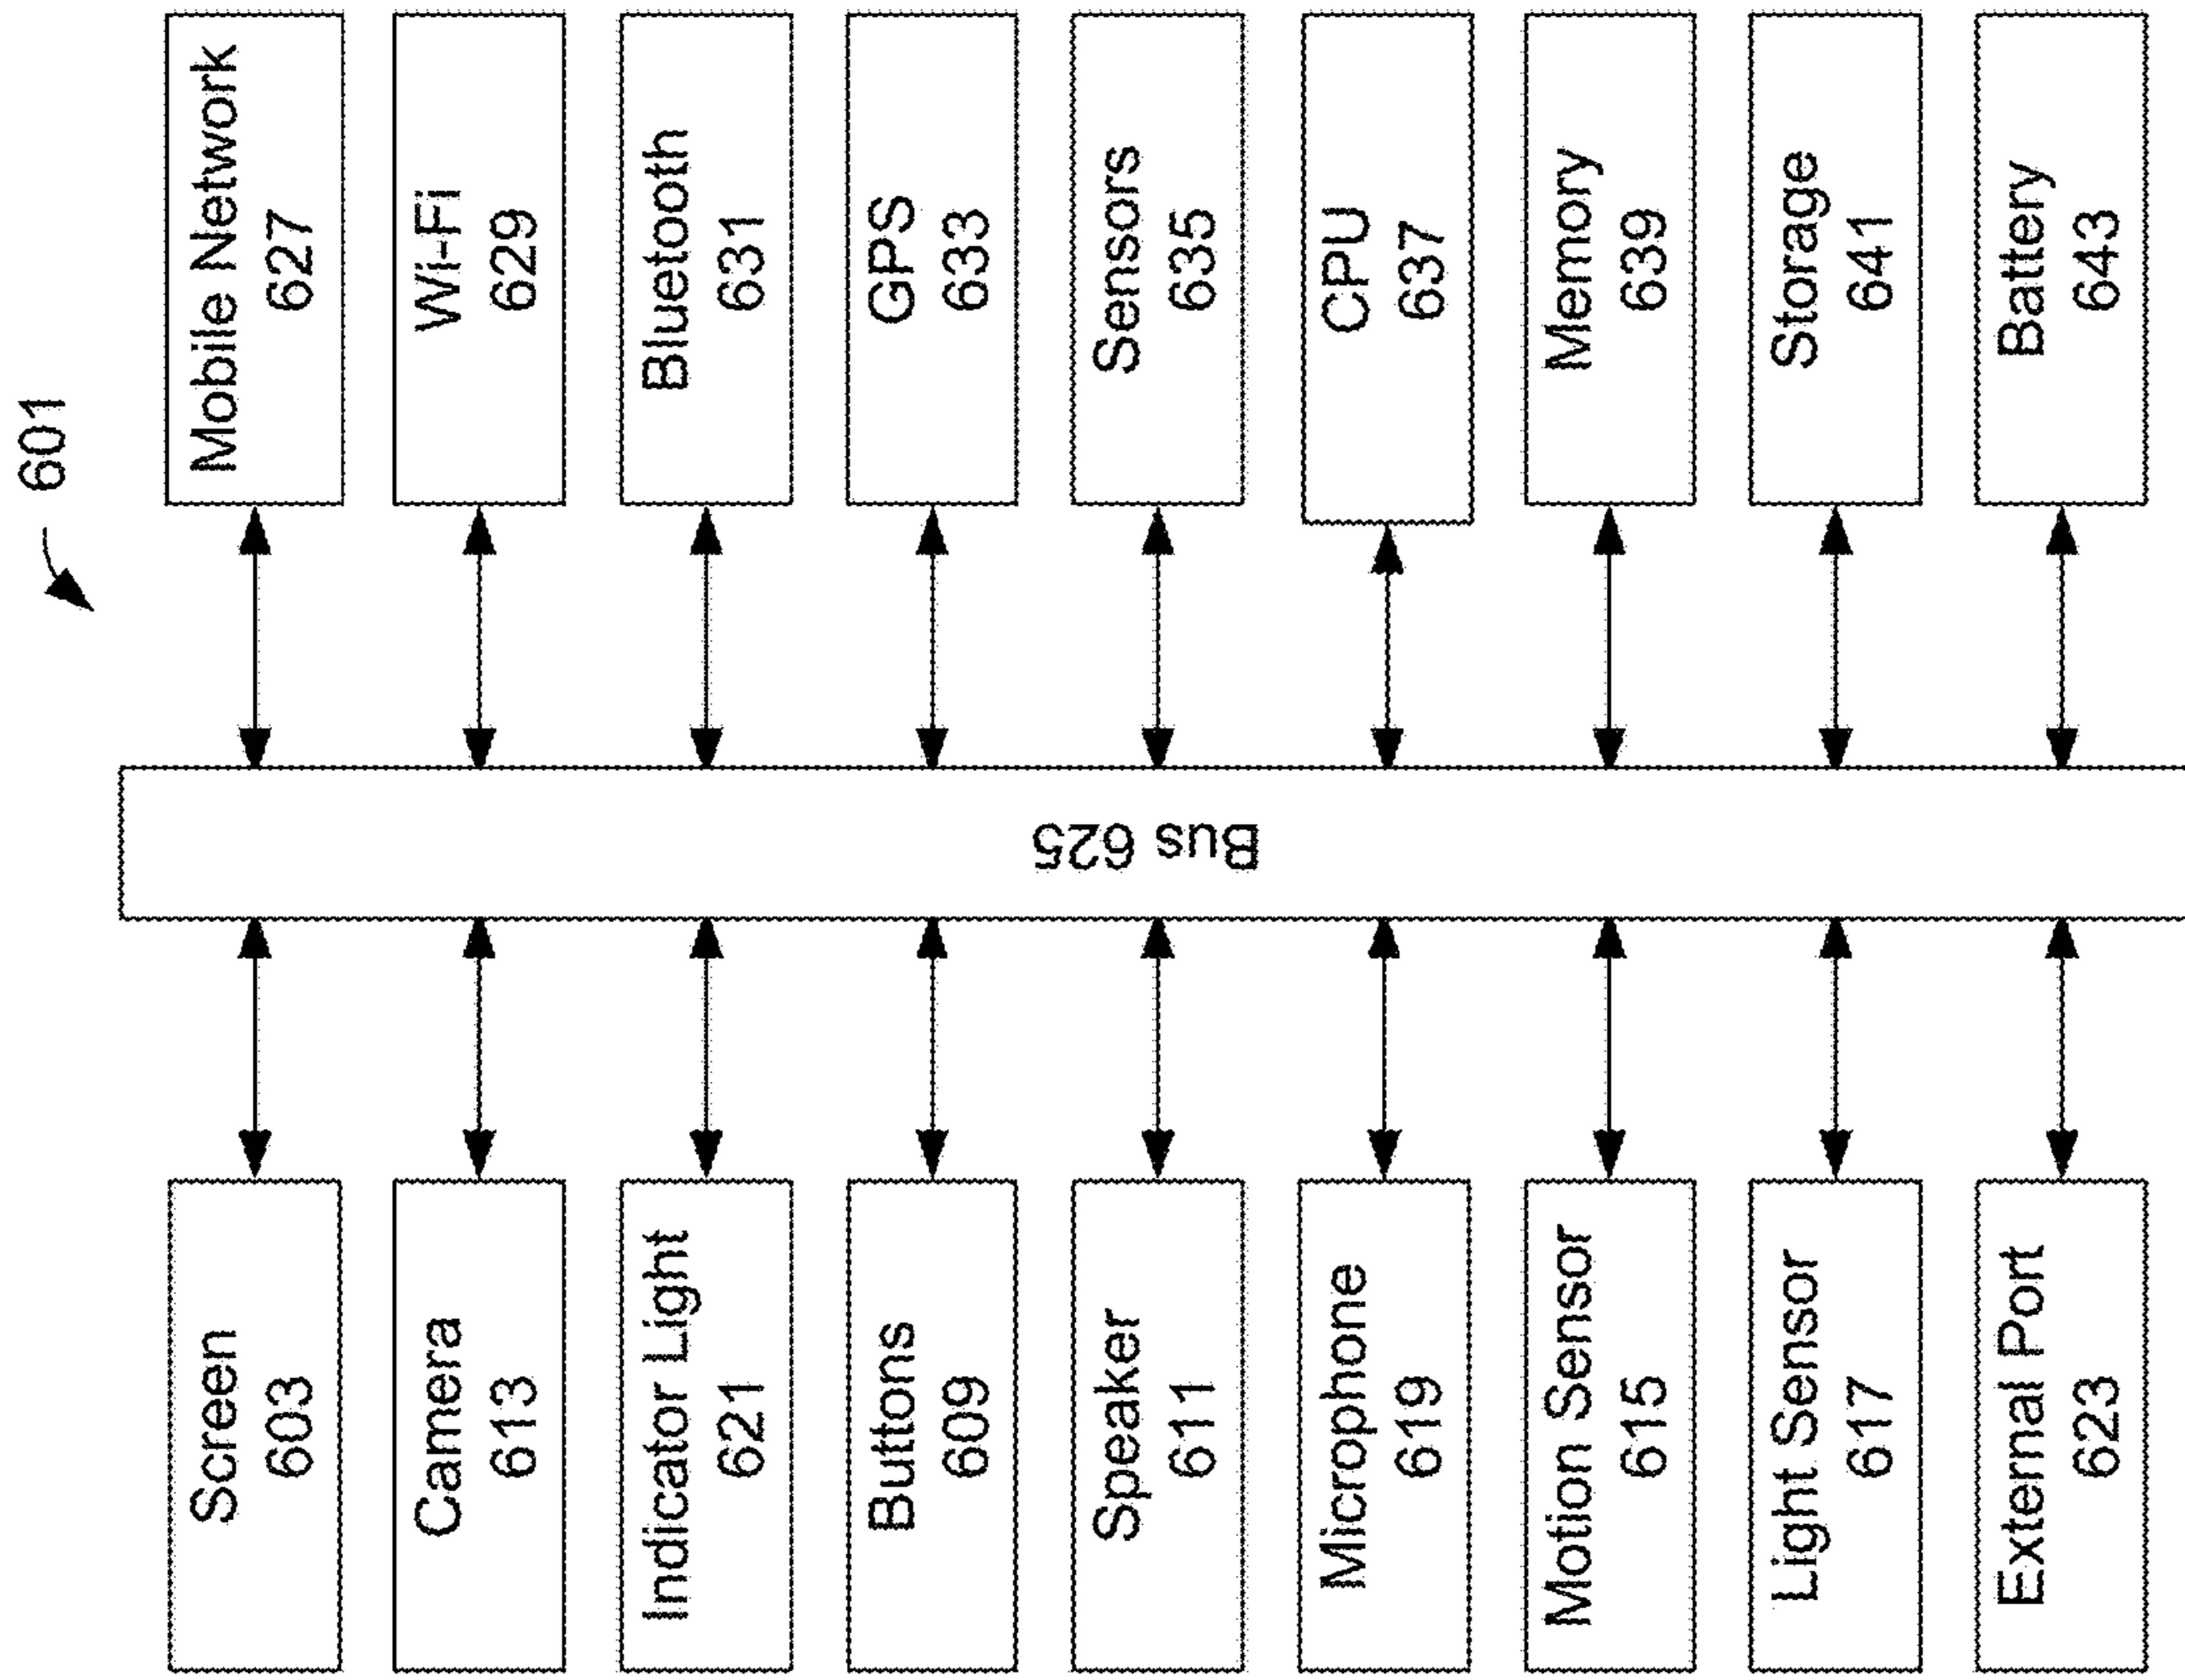 601
Screen
603
Camera
613
Indicator Light
621
Buttons
609
Speaker
611
Microphone
619
Motion Sensor
615
Light Sensor
617
External Port
623
Bus 625
Mobile Network
627
Wi-Fi
629
Bluetooth
631
GPS
633
Sensors
635
CPU
637
Memory
639
Storage
641
Battery
643